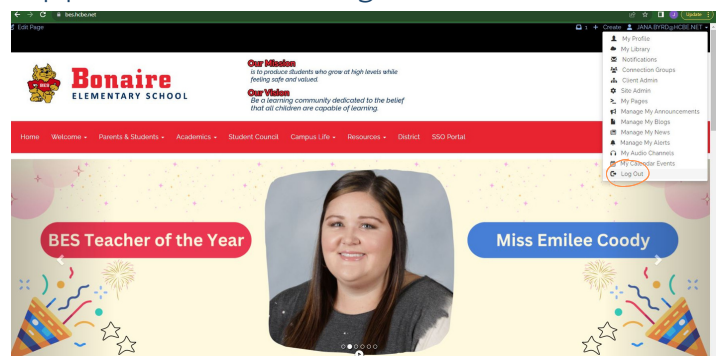 bes.hcbe.net
Update
Edit Page
1 + Create JANA.BYRD@HCBE.NET
My Profile
My Library
Notifications
Connection Groups
Client Admin
Site Admin
My Pages
Manage My Announcements
Manage My Blogs
Manage My News
Manage My Alerts
My Audio Channels
My Calendar Events
Log Out
BES
Bonaire
ELEMENTARY SCHOOL
Our Mission
is to produce students who grow at high levels while
feeling safe and valued.
Our Vision
Be a learning community dedicated to the belief
that all children are capable of learning.
Home Welcome Parents & Students Academics Student Council Campus Life Resources District SSO Portal
BES Teacher of the Year
Miss Emilee Coody